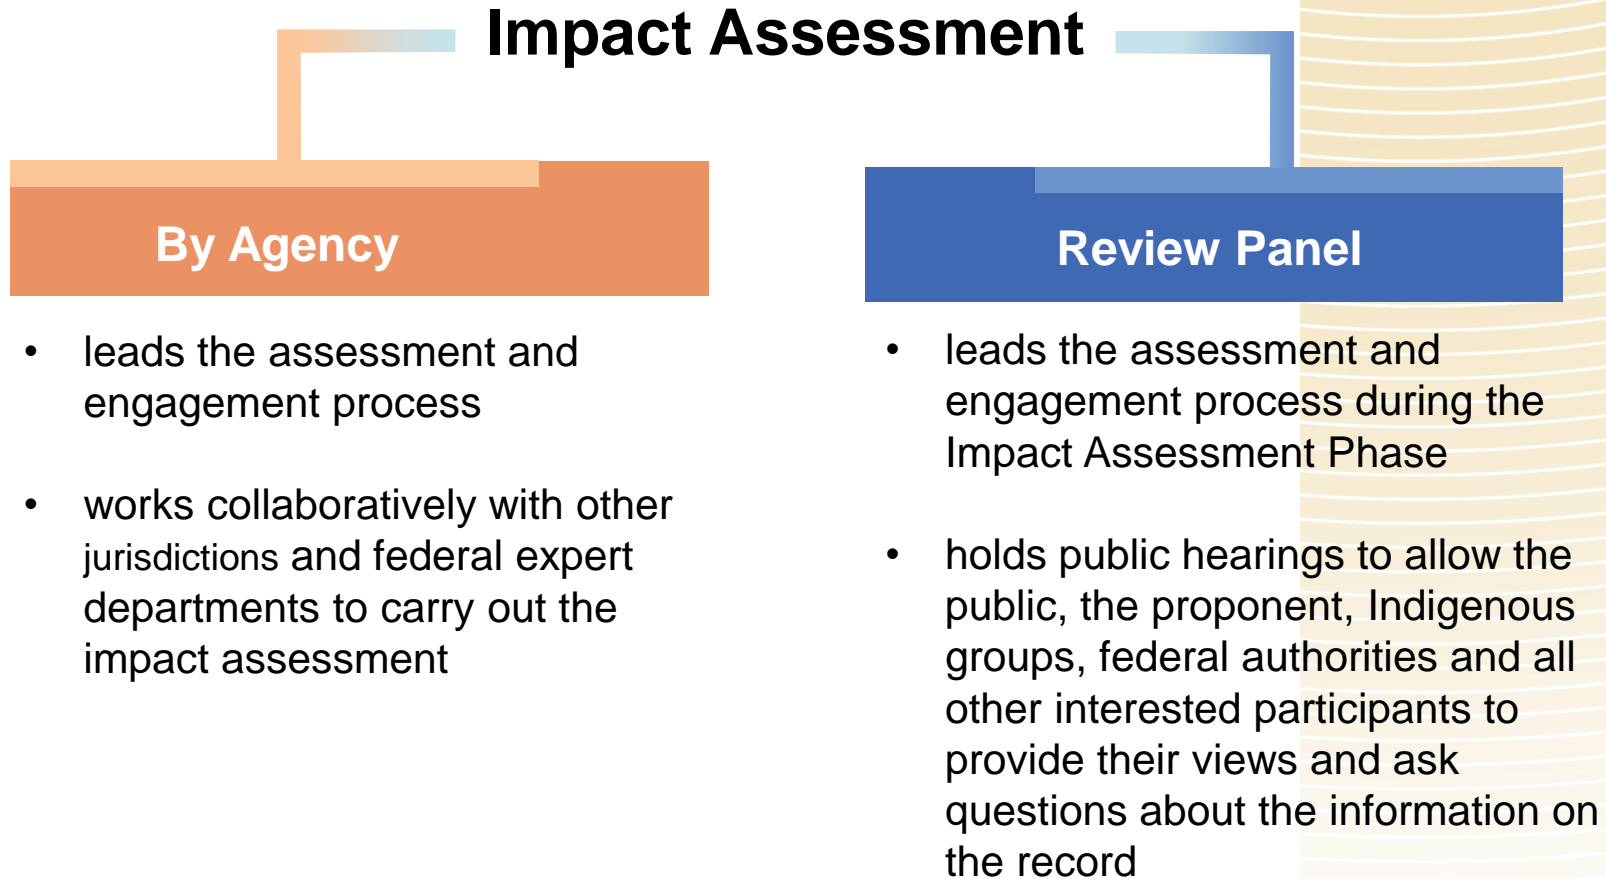 Impact Assessment
By Agency
• leads the assessment and
engagement process
• works collaboratively with other
jurisdictions and federal expert
departments to carry out the
impact assessment
Review Panel
• leads the assessment and
engagement process during the
Impact Assessment Phase
• holds public hearings to allow the
public, the proponent, Indigenous
groups, federal authorities and all
other interested participants to
provide their views and ask
questions about the information on
the record